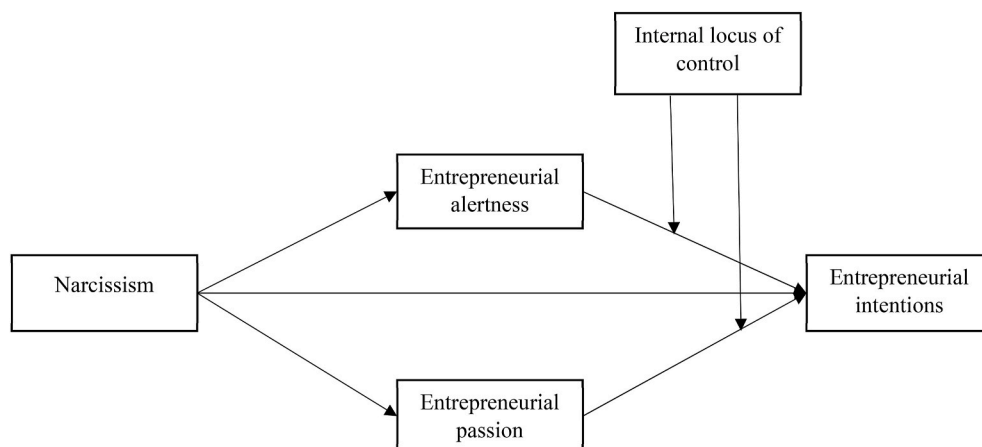 Internal locus of
control
Entrepreneurial
alertness
Narcissism
Entrepreneurial
intentions
Entrepreneurial
passion